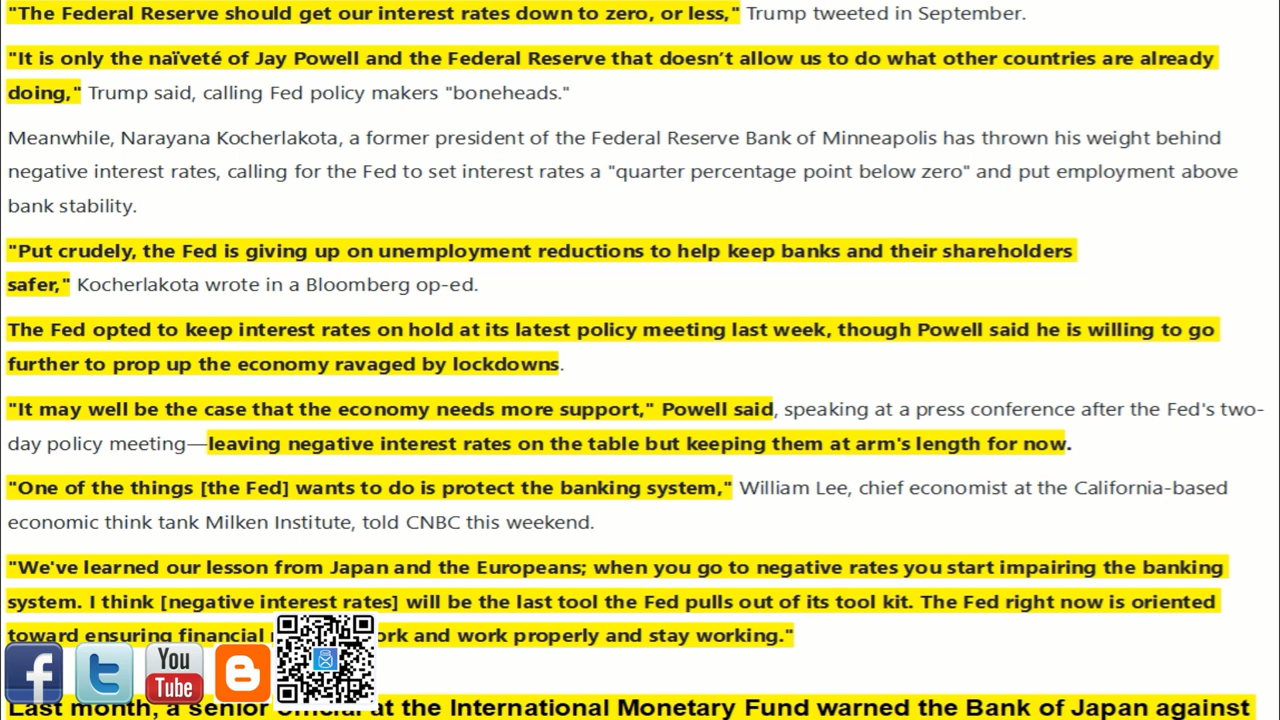 "The Federal Reserve should get our interest rates down to zero, or less," Trump tweeted in September.
"It is only the naïveté of Jay Powell and the Federal Reserve that doesn't allow us to do what other countries are already
doing," Trump said, calling Fed policy makers "boneheads."
Meanwhile, Narayana Kocherlakota, a former president of the Federal Reserve Bank of Minneapolis has thrown his weight behind
negative interest rates, calling for the Fed to set interest rates a "quarter percentage point below zero" and put employment above
bank stability.
"Put crudely, the Fed is giving up on unemployment reductions to help keep banks and their shareholders
safer," Kocherlakota wrote in a Bloomberg op-ed.
The Fed opted to keep interest rates on hold at its latest policy meeting last week, though Powell said he is willing to go
further to prop up the economy ravaged by lockdowns.
"It may well be the case that the economy needs more support," Powell said, speaking at a press conference after the Fed's two-
day policy meeting—leaving negative interest rates on the table but keeping them at arm's length for now.
"One of the things [the Fed] wants to do is protect the banking system," William Lee, chief economist at the California-based
economic think tank Milken Institute, told CNBC this weekend.
"We've learned our lesson from Japan and the Europeans; when you go to negative rates you start impairing the banking
system. I think [negative interest rates] will be the last tool the Fed pulls out of its tool kit. The Fed right now is oriented
toward ensuring financial and work properly and stay working."
You
Tube
Last month, a senior official at the International Monetary Fund warned the Bank of Japan against